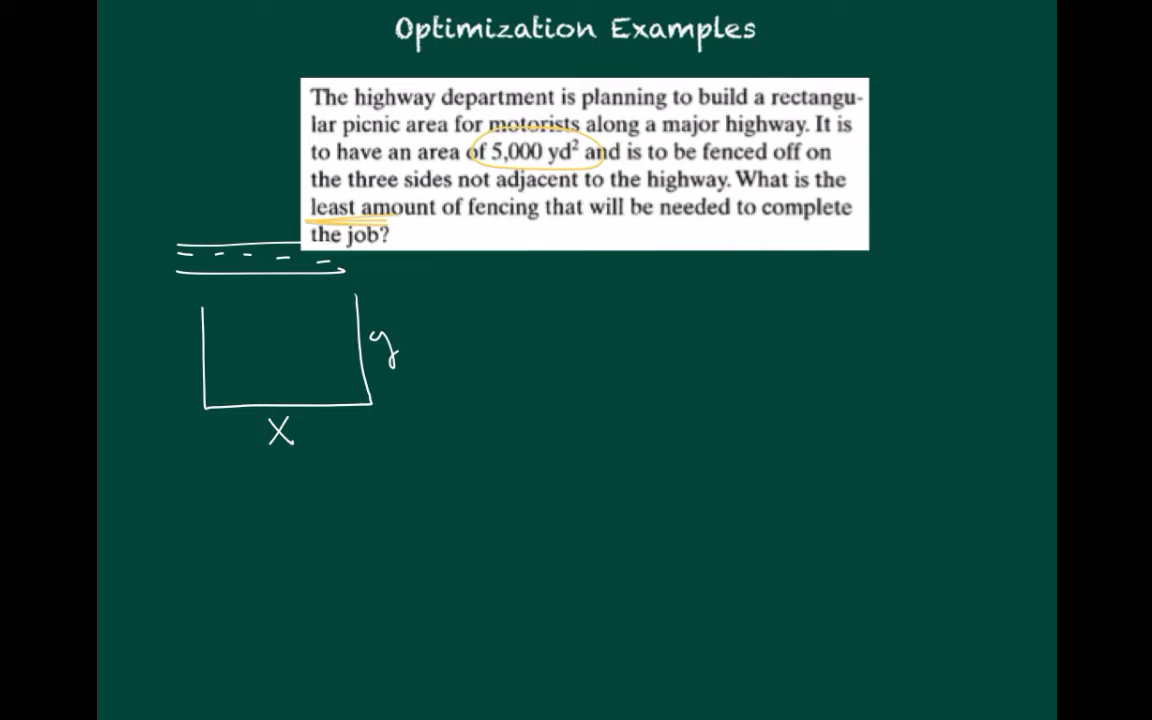 Optimization Examples
The highway department is planning to build a rectangu-
lar picnic area for motorists along a major highway. It is
to have an area of 5,000 yd² and is to be fenced off on
the three sides not adjacent to the highway. What is the
least amount of fencing that will be needed to complete
the job?
y
X